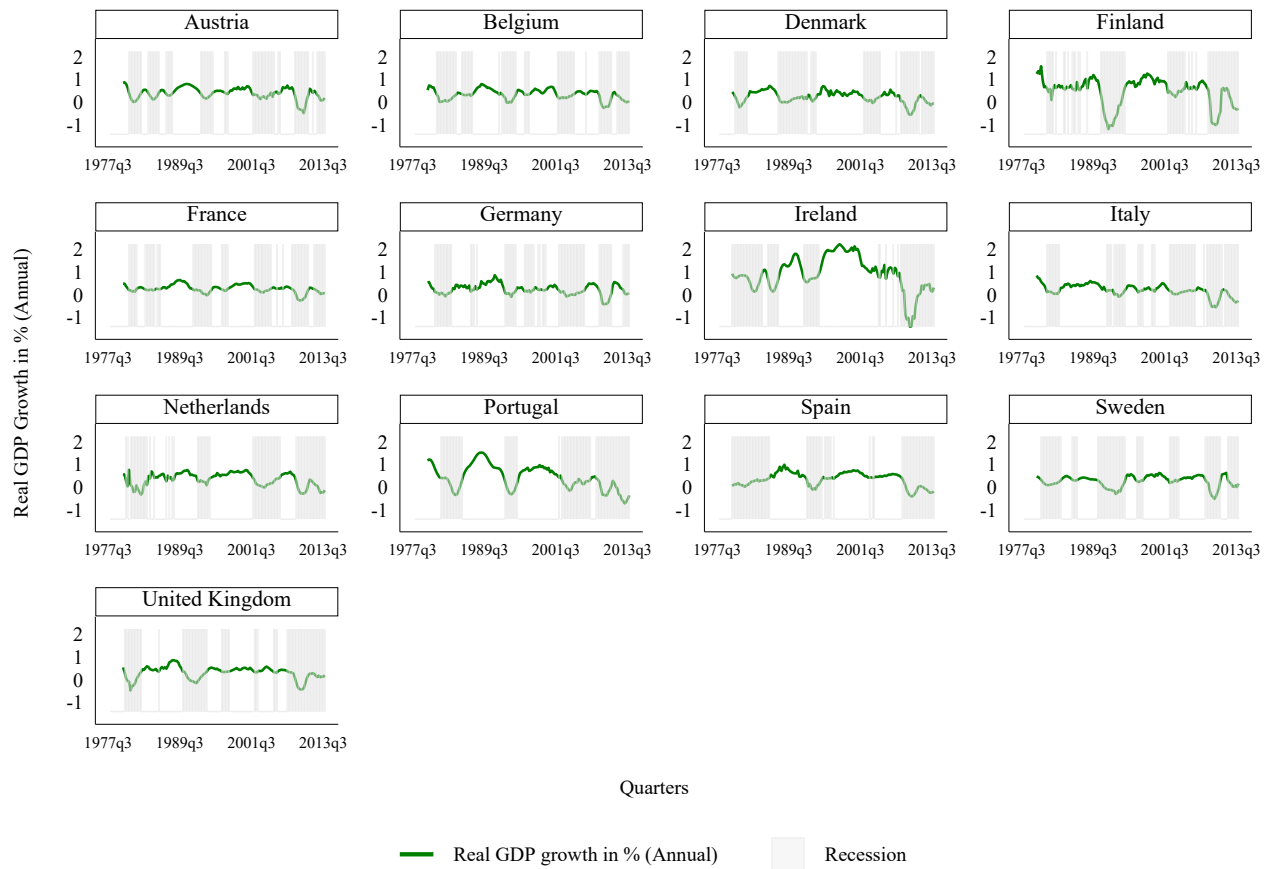 Real GDP Growth in % (Annual)
Austria
2
1
0
-1
1977q3 1989q3 2001q3 2013q3
Belgium
2
1
0
-1
1977q3 1989q3 2001q3 2013q3
Denmark
2
1
0
-1
1977q3 1989q3 2001q3 2013q3
Finland
2
1
0
-1
1977q3 1989q3 2001q3 2013q3
France
2
1
0
-1
1977q3 1989q3 2001q3 2013q3
Germany
2
1
0
-1
1977q3 1989q3 2001q3 2013q3
Ireland
2
1
0
-1
1977q3 1989q3 2001q3 2013q3
Italy
2
1
0
-1
1977q3 1989q3 2001q3 2013q3
Netherlands
2
1
0
-1
1977q3 1989q3 2001q3 2013q3
Portugal
2
1
0
-1
1977q3 1989q3 2001q3 2013q3
Spain
2
1
0
-1
1977q3 1989q3 2001q3 2013q3
Sweden
2
1
0
-1
1977q3 1989q3 2001q3 2013q3
United Kingdom
2
1
0
-1
1977q3 1989q3 2001q3 2013q3
Quarters
Real GDP growth in % (Annual) Recession